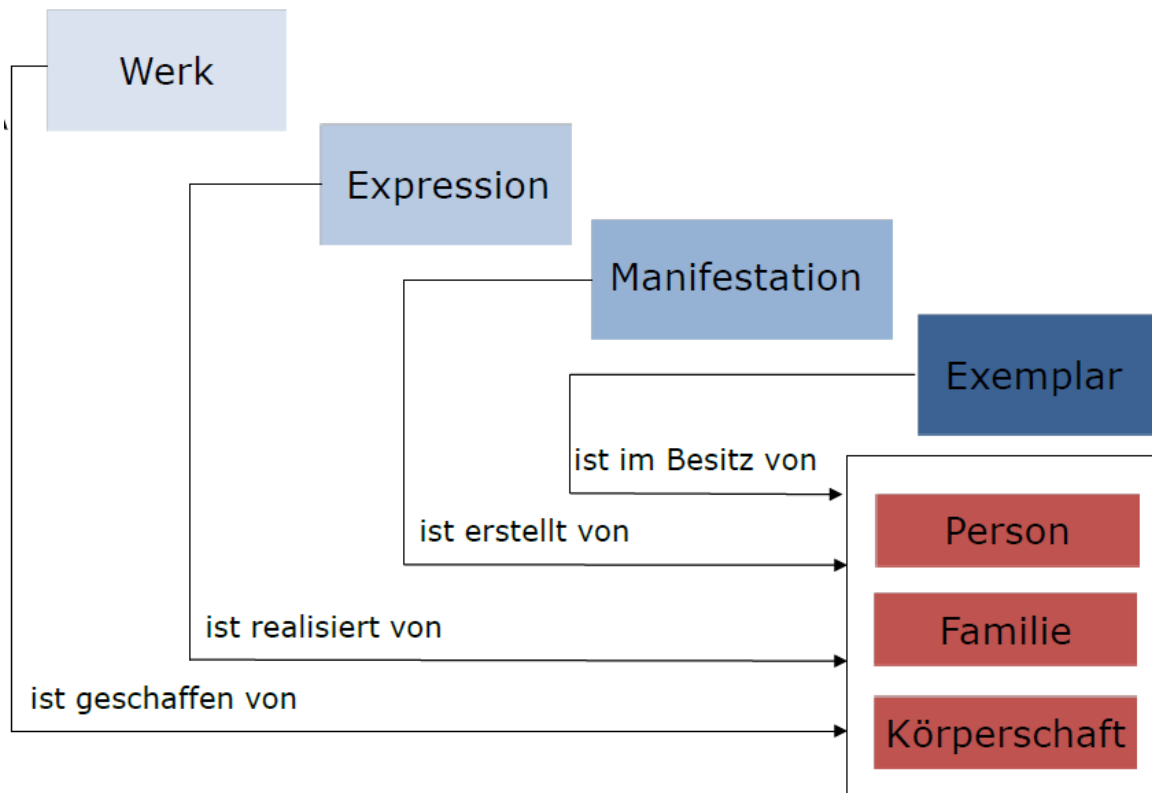 Werk
Expression
Manifestation
Exemplar
ist im Besitz von
Person
ist erstellt von
Familie
ist realisiert von
ist geschaffen von
Körperschaft